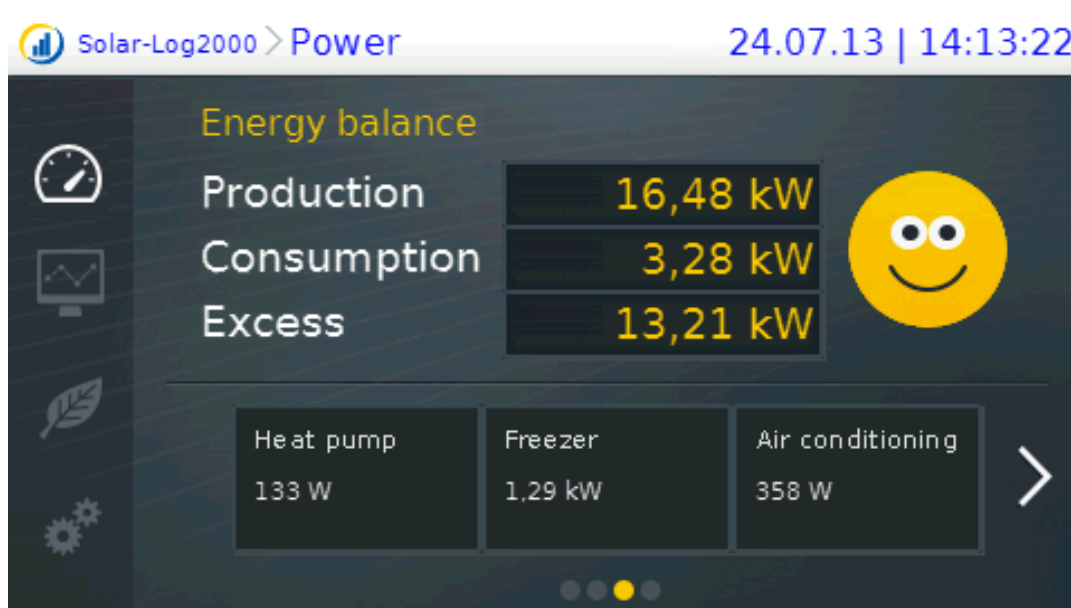 Solar-Log2000 > Power 24.07.13 | 14:13:22
Energy balance
Production 16,48 kW
Consumption 3,28 kW
Excess 13,21 kW
Heat pump Freezer Air conditioning
133 W 1,29 kW 358 W